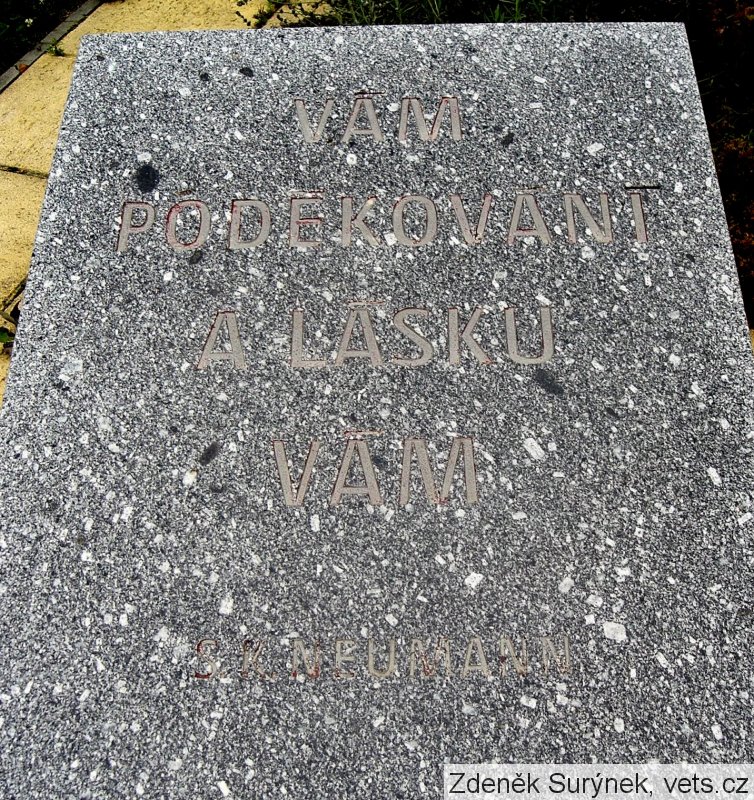 VÁM
PODĚKOVÁNÍ
A LÁSKU
VÁM
S.K.NEUMANN
Zdeněk Surýnek, vets.cz